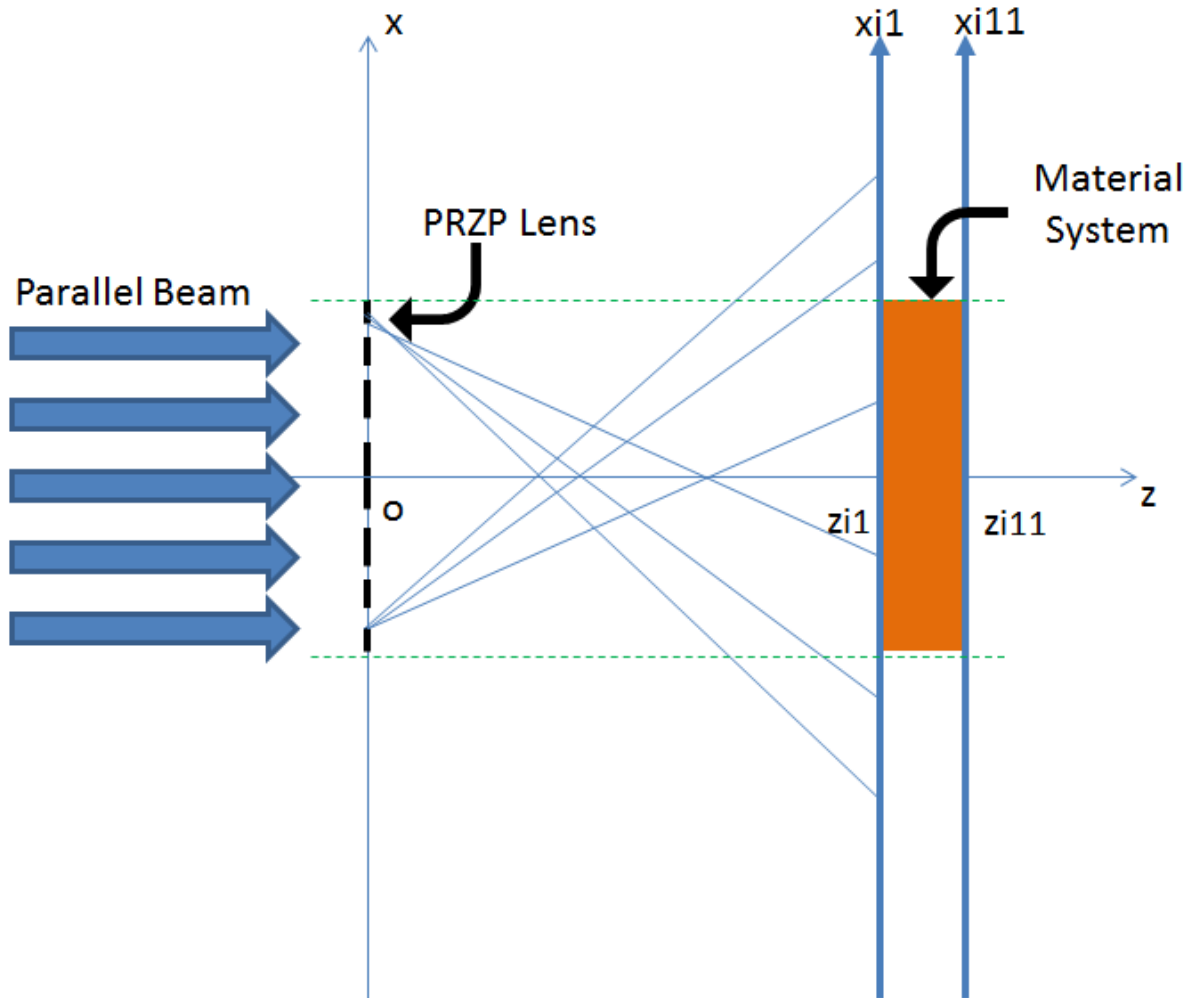 x
xi1
xi11
Material
System
PRZP Lens
Parallel Beam
o
zi1
zi11
z